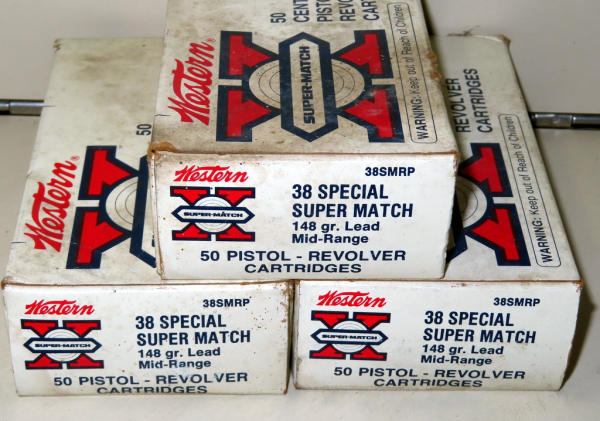 50
CENT
PISTO
REVO
CART
Western
SUPER-MATCH
WARNING: Keep out of Reach of Children
Western
38SMRP
SUPER-MATCH
38 SPECIAL
SUPER MATCH
148 gr. Lead
Mid-Range
50 PISTOL - REVOLVER
CARTRIDGES
50
Western
REVOLVER
CARTRIDGES
WARNING: Keep out of Reach of Children
Western
38SMRP
SUPER-MATCH
38 SPECIAL
SUPER MATCH
148 gr. Lead
Mid-Range
50 PISTOL - REVOLVER
CARTRIDGES
Western
38SMRP
SUPER-MATCH
38 SPECIAL
SUPER MATCH
148 gr. Lead
Mid-Range
50 PISTOL - REVOLVER
CARTRIDGES